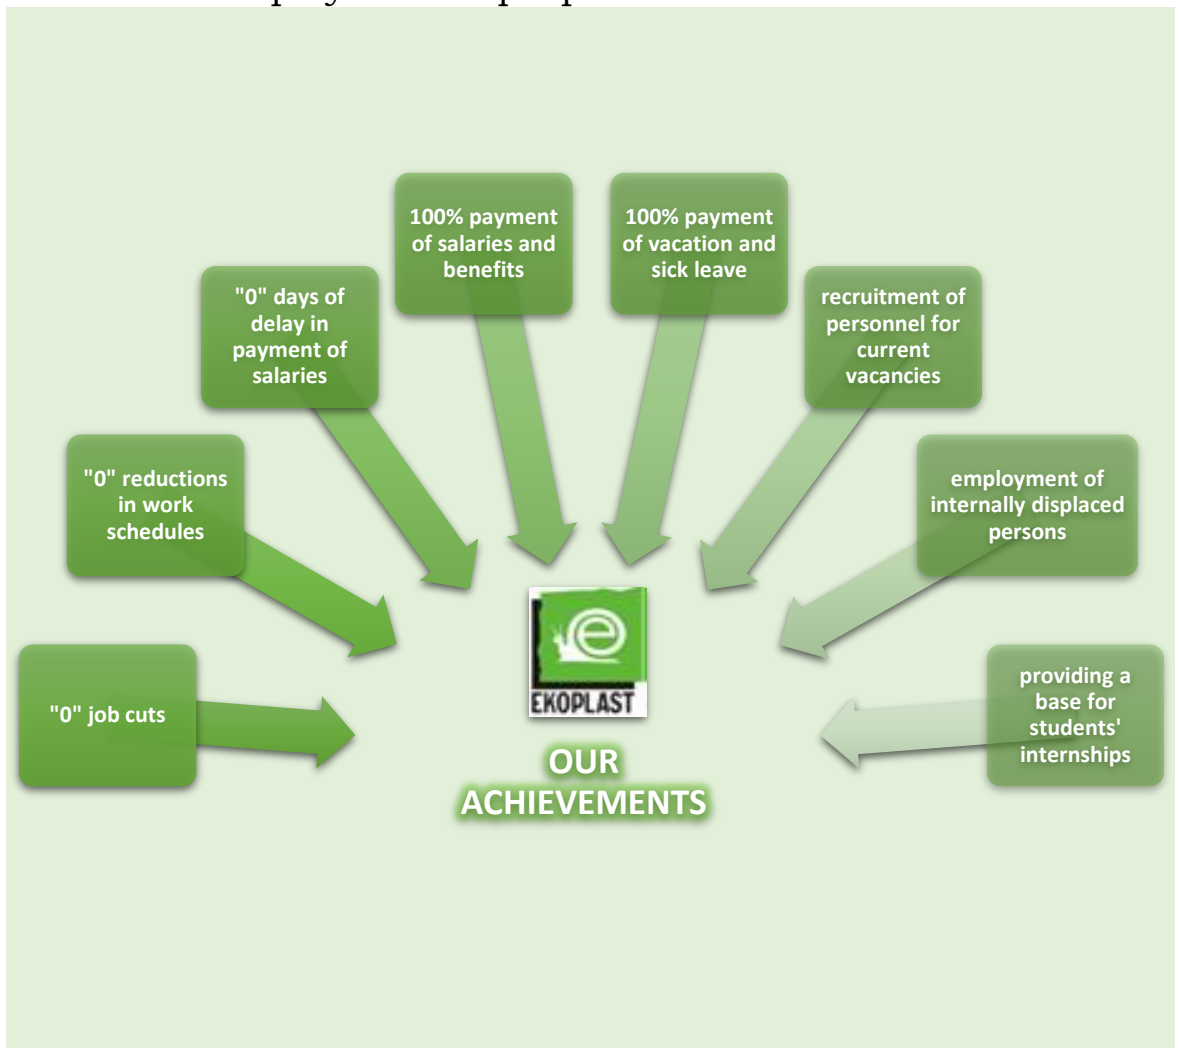 100% payment
of salaries and
benefits
100% payment
of vacation and
sick leave
"0" days of
delay in
payment of
salaries
recruitment of
personnel for
current
vacancies
"0" reductions
in work
schedules
employment of
internally displaced
persons
"0" job cuts
providing a
base for
students'
internships
e
EKOPLAST
OUR
ACHIEVEMENTS